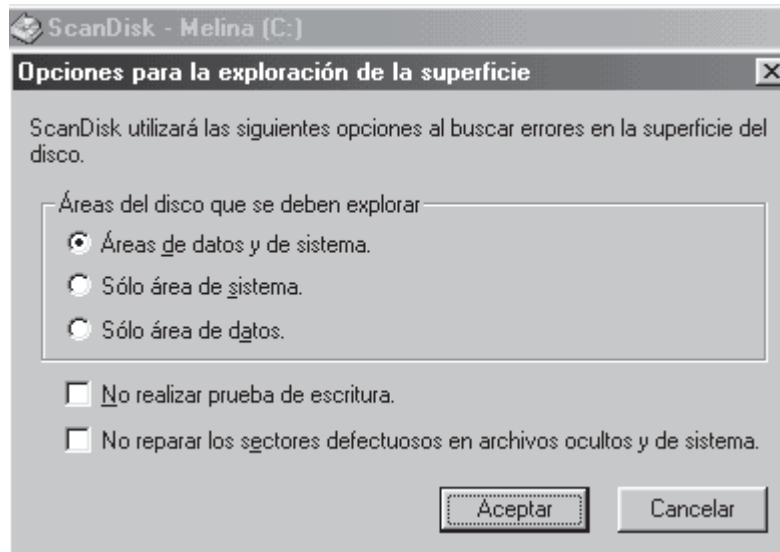 ScanDisk - Melina (C:)
Opciones para la exploración de la superficie
ScanDisk utilizará las siguientes opciones al buscar errores en la superficie del
disco.
Áreas del disco que se deben explorar
Áreas de datos y de sistema.
Sólo área de sistema.
Sólo área de datos.
No realizar prueba de escritura.
No reparar los sectores defectuosos en archivos ocultos y de sistema.
Aceptar Cancelar